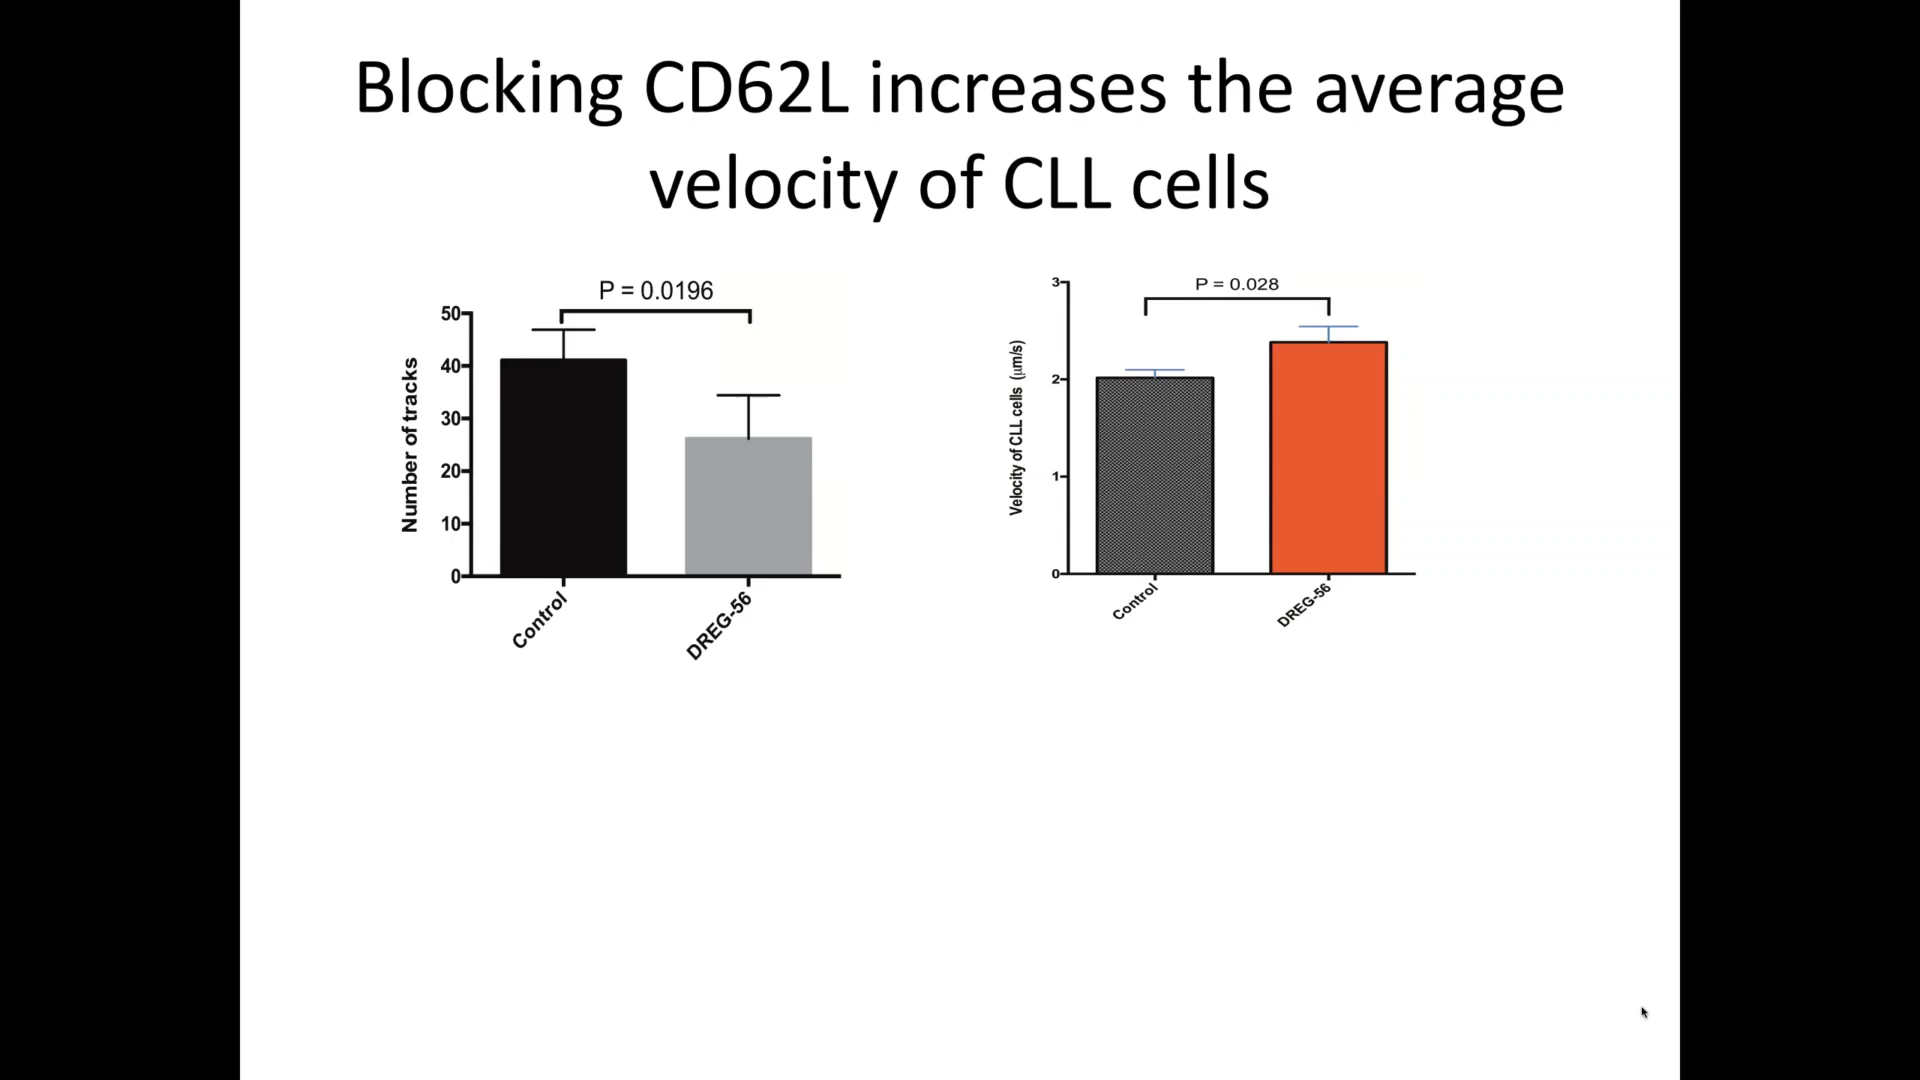 Blocking CD62L increases the average
velocity of CLL cells
P = 0.0196
50
40
30
20
10
0
Number of tracks
Control
DREG-56
P = 0.028
3
2
1
0
Velocity of CLL cells (μm/s)
Control
DREG-56